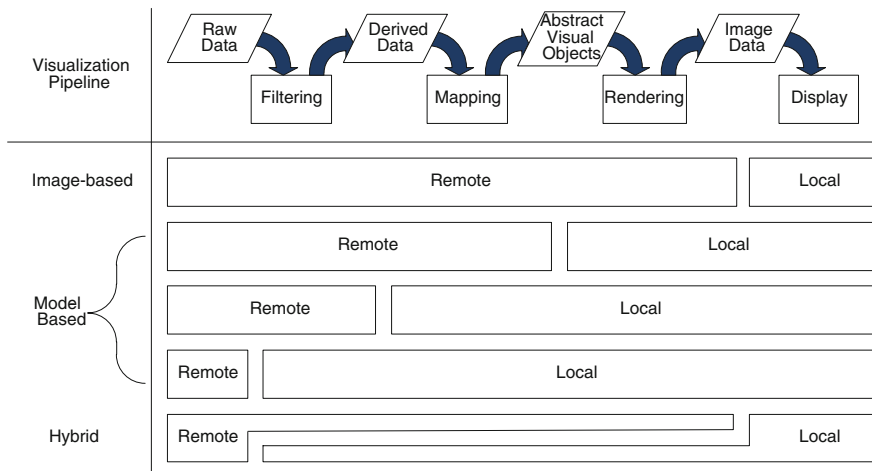 Visualization
Pipeline
Raw
Data
Derived
Data
Abstract
Visual
Objects
Image
Data
Filtering
Mapping
Rendering
Display
Image-based
Remote
Local
Model
Based
Remote
Local
Remote
Local
Remote
Local
Hybrid
Remote
Local